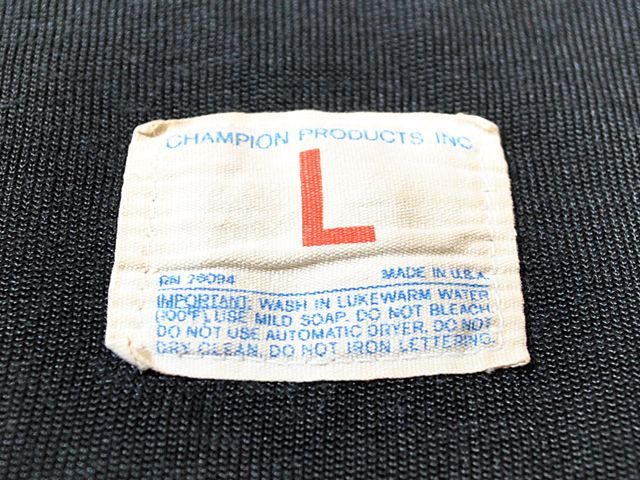 CHAMPION PRODUCTS INC.
L
RN 26094 MADE IN U.S.A.
IMPORTANT: WASH IN LUKEWARM WATER
(100°F). USE MILD SOAP. DO NOT BLEACH.
DO NOT USE AUTOMATIC DRYER. DO NOT
DRY CLEAN. DO NOT IRON LETTERING.